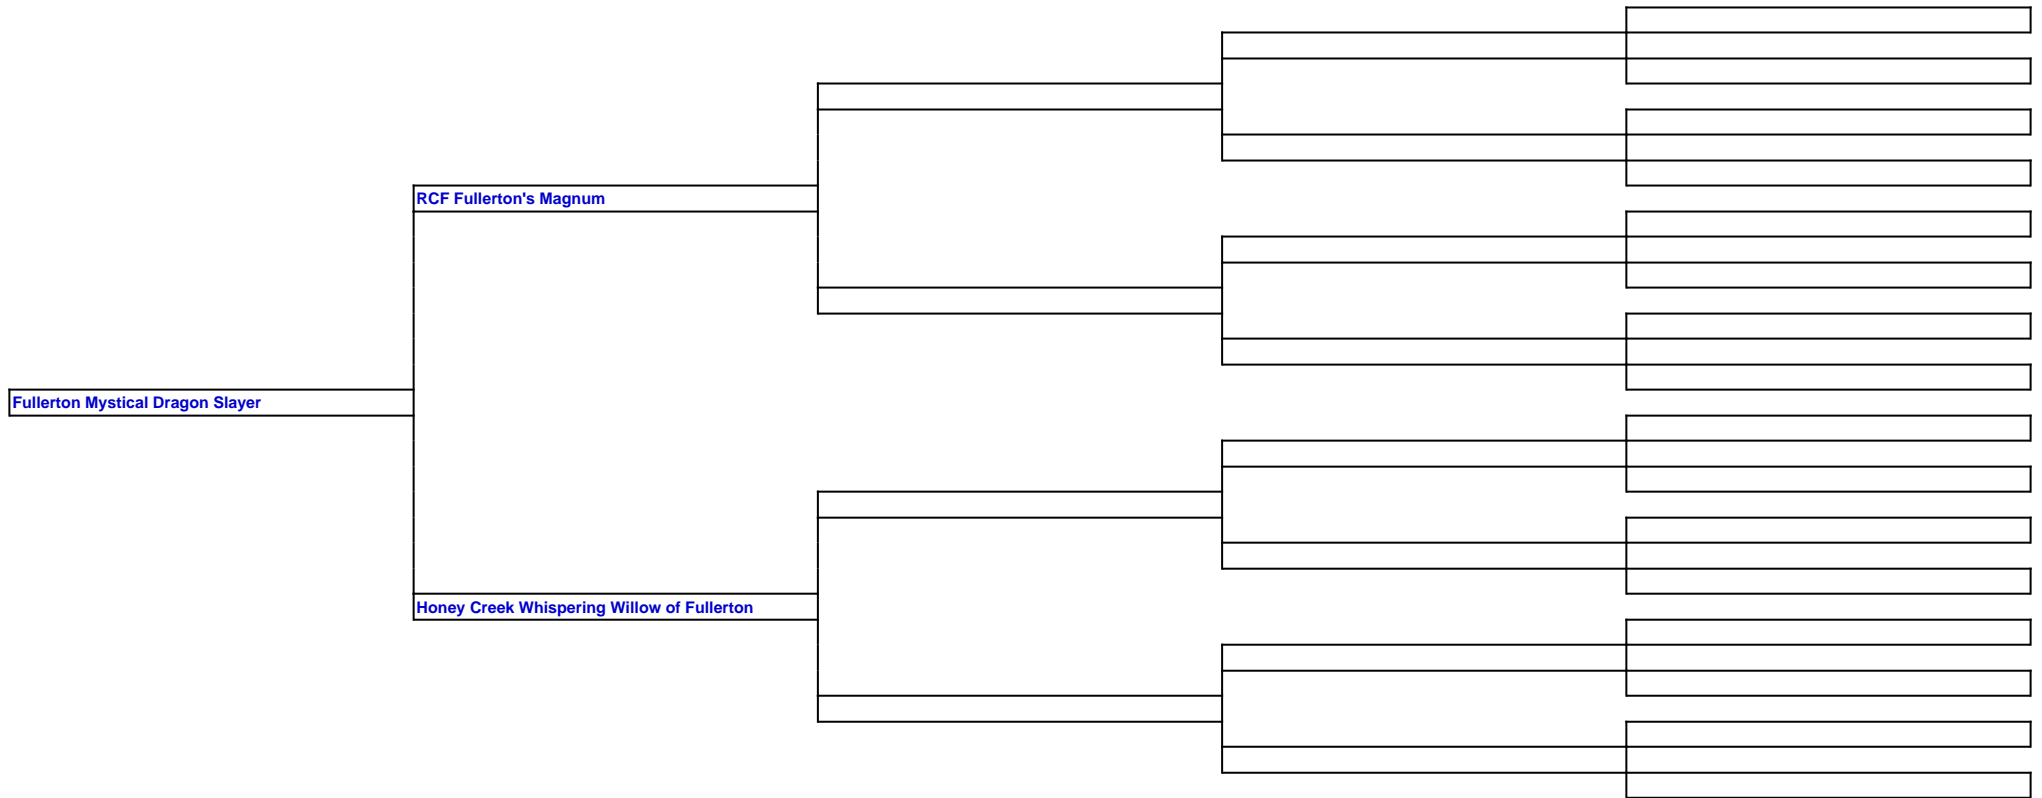 RCF Fullerton's Magnum
Fullerton Mystical Dragon Slayer
Honey Creek Whispering Willow of Fullerton